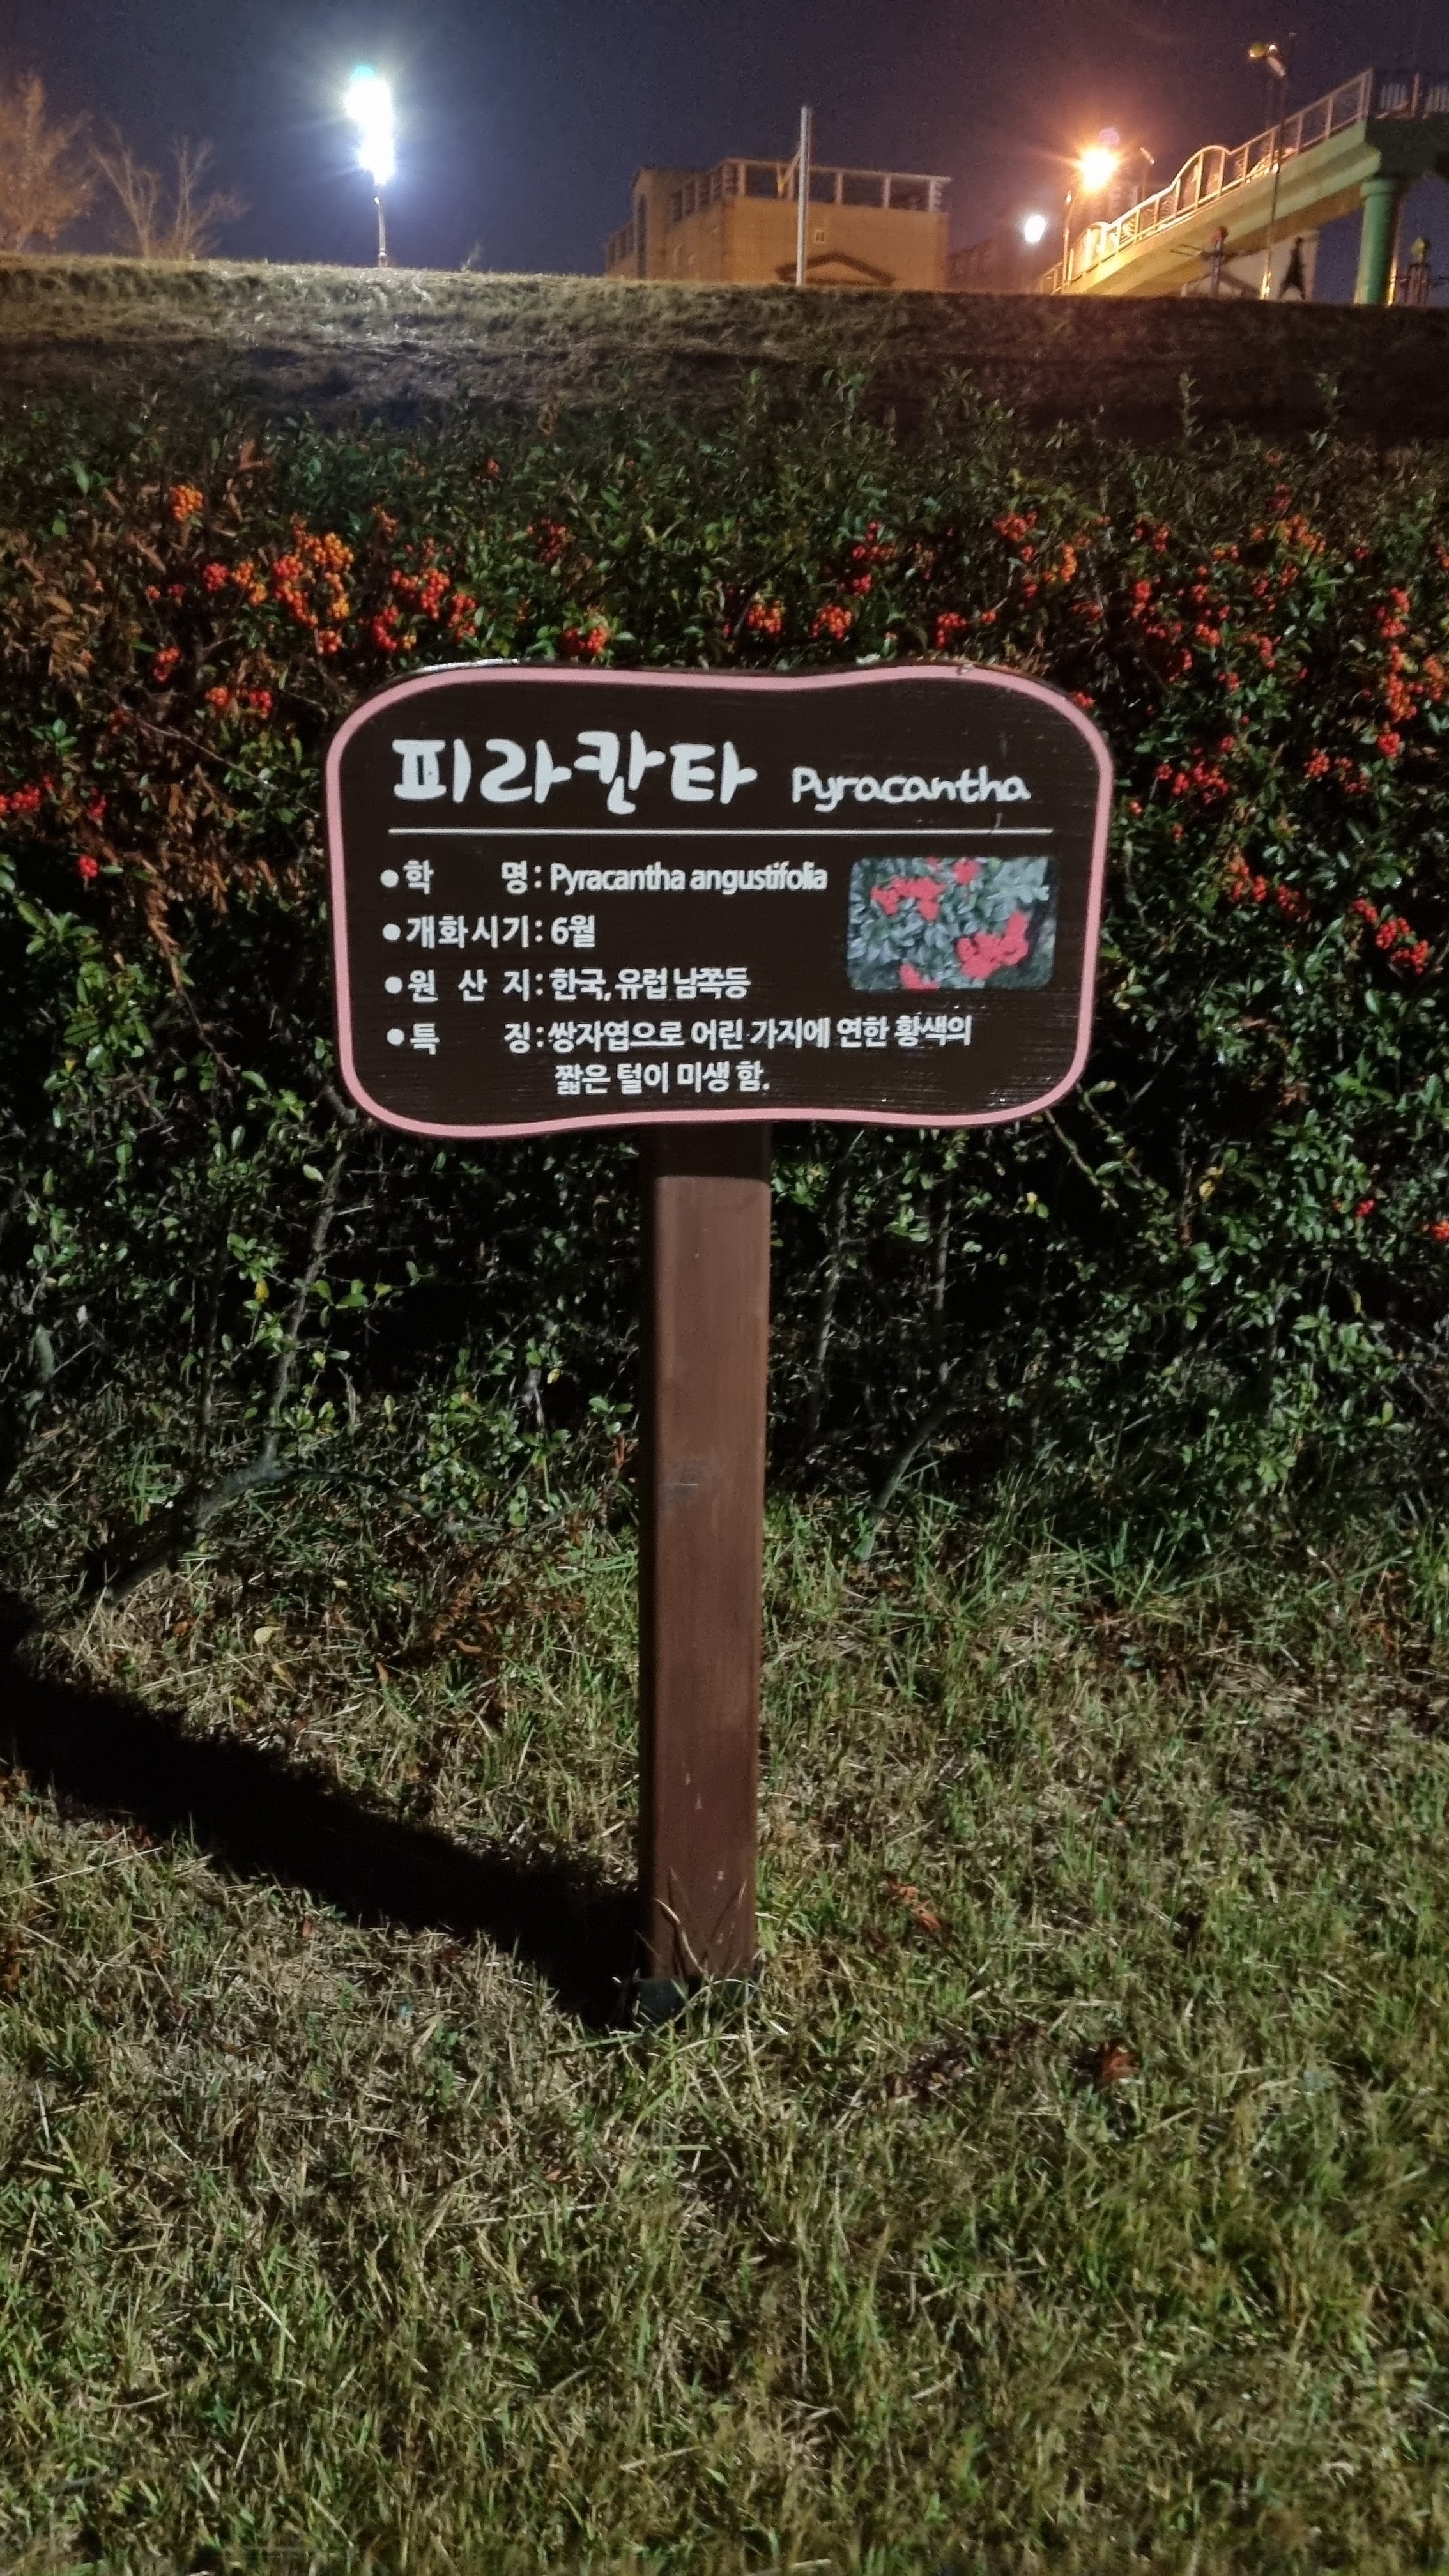 피라칸타 Pyracantha
•학 명 : Pyracantha angustifolia
•개화시기 : 6월
•원 산 지 : 한국, 유럽 남쪽등
•특 징 : 쌍자엽으로 어린 가지에 연한 황색의
짧은 털이 미생 함.